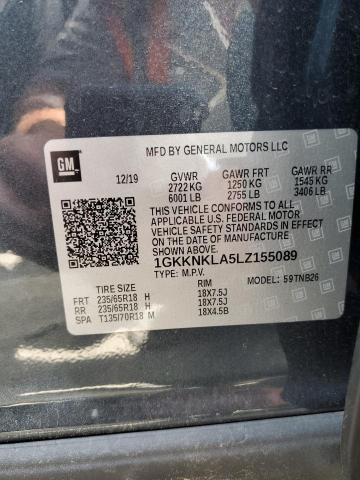 GM
MFD BY GENERAL MOTORS LLC
12/19 GVWR GAWR FRT GAWR RR
2722 KG 1250 KG 1545 KG
6001 LB 2755 LB 3406 LB
THIS VEHICLE CONFORMS TO ALL
APPLICABLE U.S. FEDERAL MOTOR
VEHICLE SAFETY STANDARDS IN
EFFECT ON THE DATE OF
MANUFACTURE SHOWN ABOVE.
1GKKNKLA5LZ155089
TYPE: M.P.V. MODEL: 59TNB26
TIRE SIZE RIM
FRT 235/65R18 H 18X7.5J
RR 235/65R18 H 18X7.5J
SPA T135/70R18 M 18X4.5B